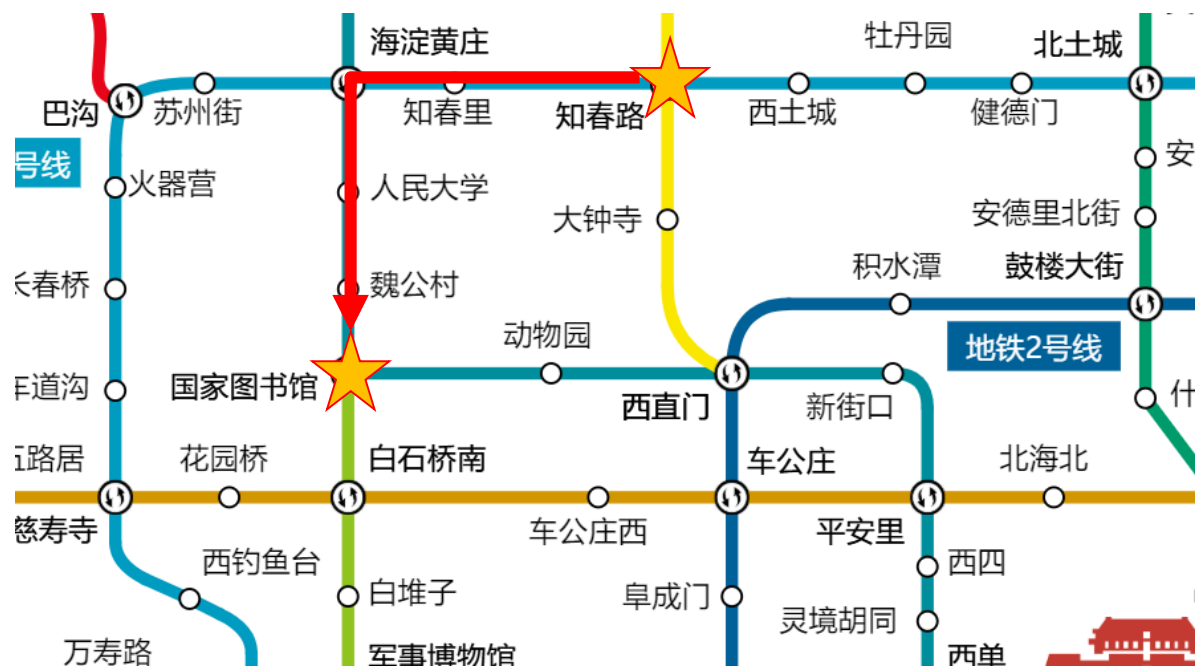 海淀黄庄
牡丹园
北土城
巴沟
苏州街
知春里
知春路
西土城
健德门
号线
火器营
人民大学
安
大钟寺
安德里北街
长春桥
魏公村
积水潭
鼓楼大街
动物园
地铁2号线
车道沟
国家图书馆
西直门
新街口
什
五路居
花园桥
白石桥南
车公庄
北海北
慈寿寺
车公庄西
平安里
西钓鱼台
白堆子
阜成门
西四
灵境胡同
万寿路
军事博物馆
西单